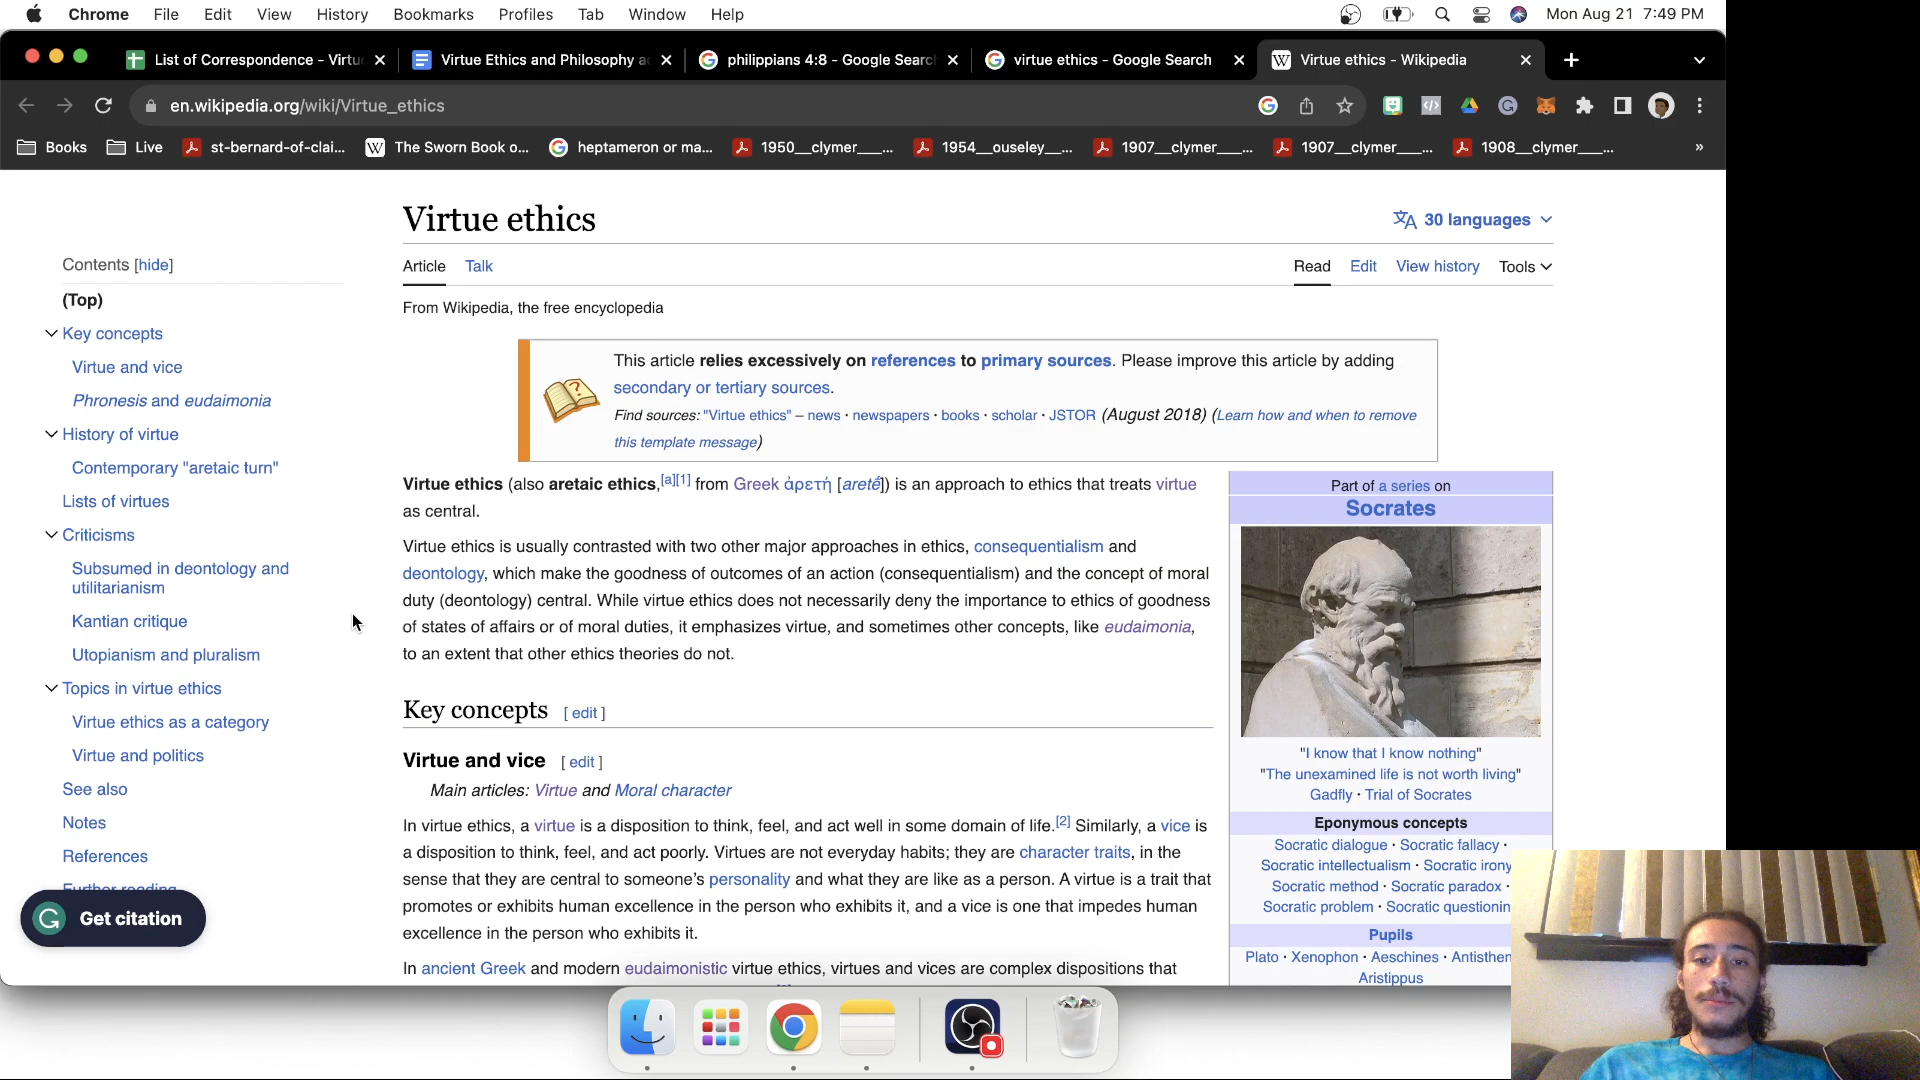 Chrome File Edit View History Bookmarks Profiles Tab Window Help Mon Aug 21 7:49 PM
List of Correspondence - Virtu
Virtue Ethics and Philosophy
philippians 4:8 - Google Searc
virtue ethics - Google Search
Virtue ethics - Wikipedia
en.wikipedia.org/wiki/Virtue_ethics
Books Live st-bernard-of-clai... The Sworn Book o... heptameron or ma... 1950__clymer___... 1954__ouseley__... 1907__clymer___... 1907__clymer___... 1908__clymer___... »
Virtue ethics
30 languages
Article Talk
Read Edit View history Tools
From Wikipedia, the free encyclopedia
Contents [hide]
(Top)
Key concepts
Virtue and vice
Phronesis and eudaimonia
History of virtue
Contemporary "aretaic turn"
Lists of virtues
Criticisms
Subsumed in deontology and
utilitarianism
Kantian critique
Utopianism and pluralism
Topics in virtue ethics
Virtue ethics as a category
Virtue and politics
See also
Notes
References
Further reading
Get citation
This article relies excessively on references to primary sources. Please improve this article by adding
secondary or tertiary sources.
Find sources: "Virtue ethics" – news · newspapers · books · scholar · JSTOR (August 2018) (Learn how and when to remove
this template message)
Virtue ethics (also aretaic ethics,[a][1] from Greek ἀρετή [aretḗ]) is an approach to ethics that treats virtue
as central.
Virtue ethics is usually contrasted with two other major approaches in ethics, consequentialism and
deontology, which make the goodness of outcomes of an action (consequentialism) and the concept of moral
duty (deontology) central. While virtue ethics does not necessarily deny the importance to ethics of goodness
of states of affairs or of moral duties, it emphasizes virtue, and sometimes other concepts, like eudaimonia,
to an extent that other ethics theories do not.
Key concepts [ edit ]
Virtue and vice [ edit ]
Main articles: Virtue and Moral character
In virtue ethics, a virtue is a disposition to think, feel, and act well in some domain of life.[2] Similarly, a vice is
a disposition to think, feel, and act poorly. Virtues are not everyday habits; they are character traits, in the
sense that they are central to someone's personality and what they are like as a person. A virtue is a trait that
promotes or exhibits human excellence in the person who exhibits it, and a vice is one that impedes human
excellence in the person who exhibits it.
In ancient Greek and modern eudaimonistic virtue ethics, virtues and vices are complex dispositions that
Part of a series on
Socrates
"I know that I know nothing"
"The unexamined life is not worth living"
Gadfly · Trial of Socrates
Eponymous concepts
Socratic dialogue · Socratic fallacy ·
Socratic intellectualism · Socratic irony
Socratic method · Socratic paradox ·
Socratic problem · Socratic questionin
Pupils
Plato · Xenophon · Aeschines · Antisthen
Aristippus